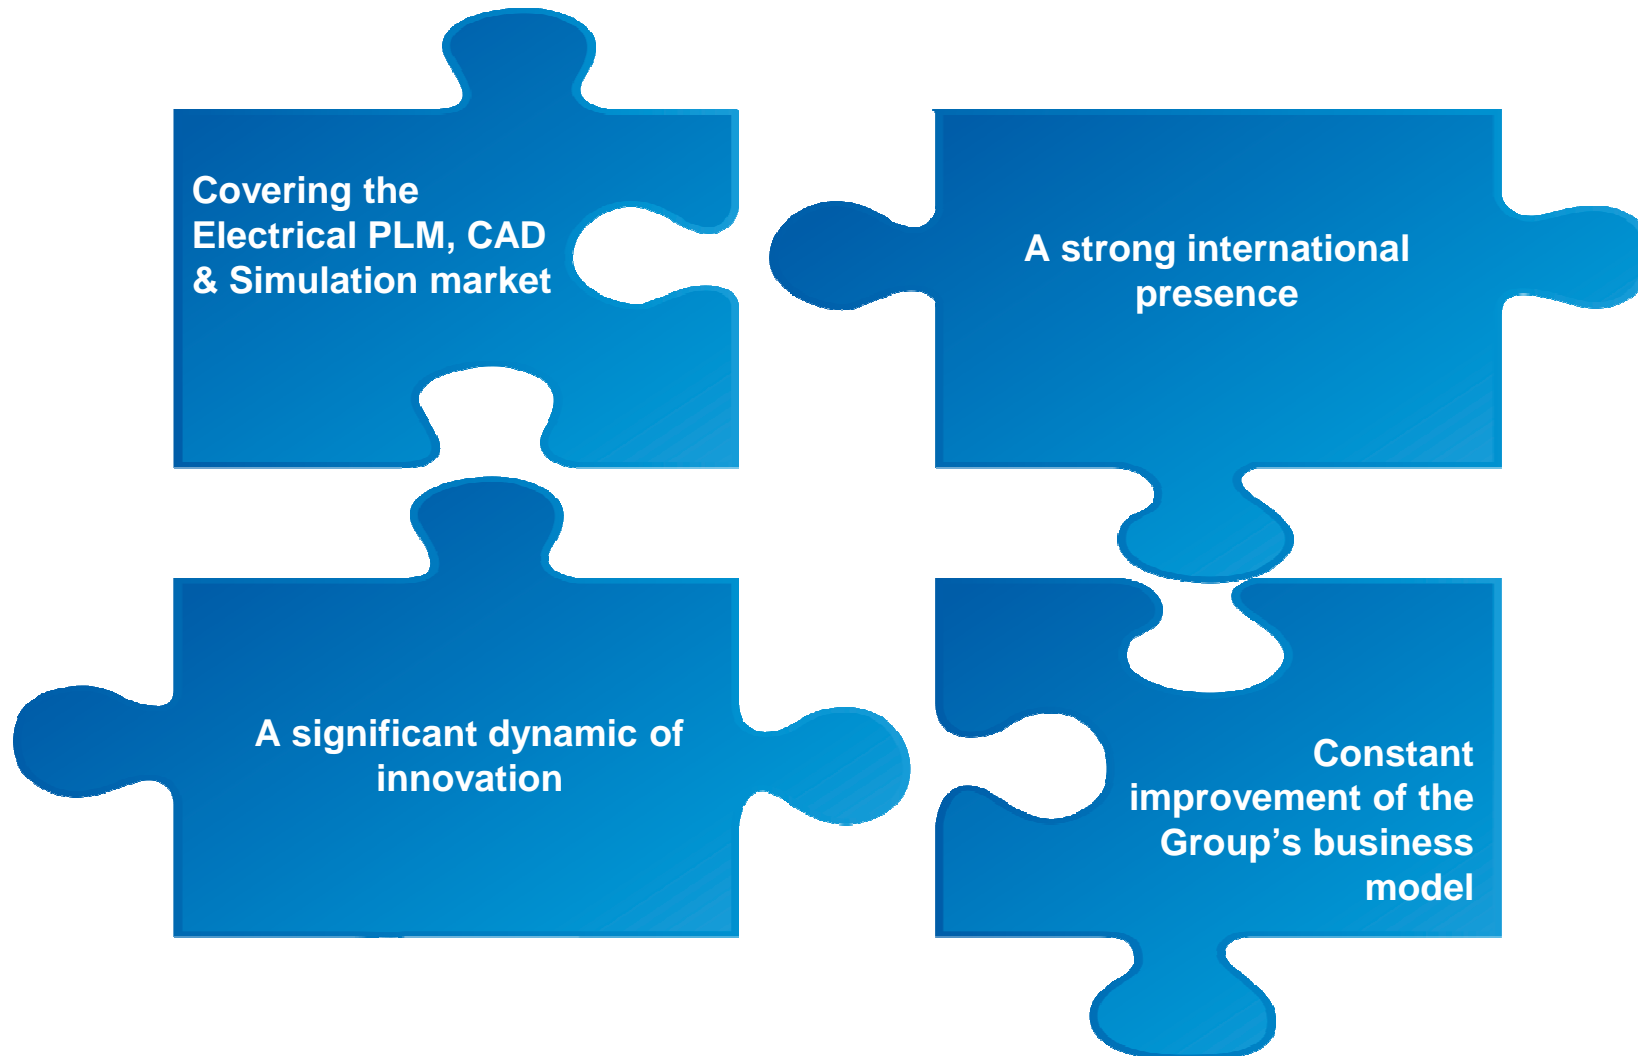 Covering the
Electrical PLM, CAD
& Simulation market
A strong international
presence
A significant dynamic of
innovation
Constant
improvement of the
Group’s business
model